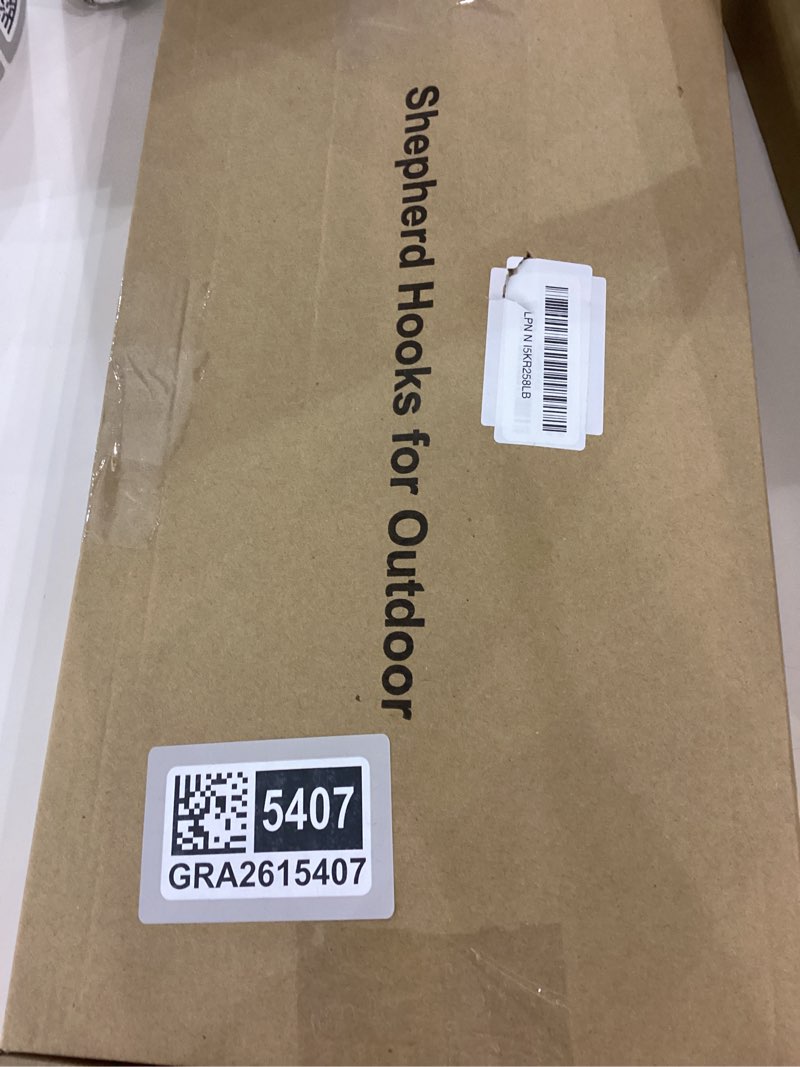 Shepherd Hooks for Outdoor
LPN N I5KR258LB
5407
GRA2615407